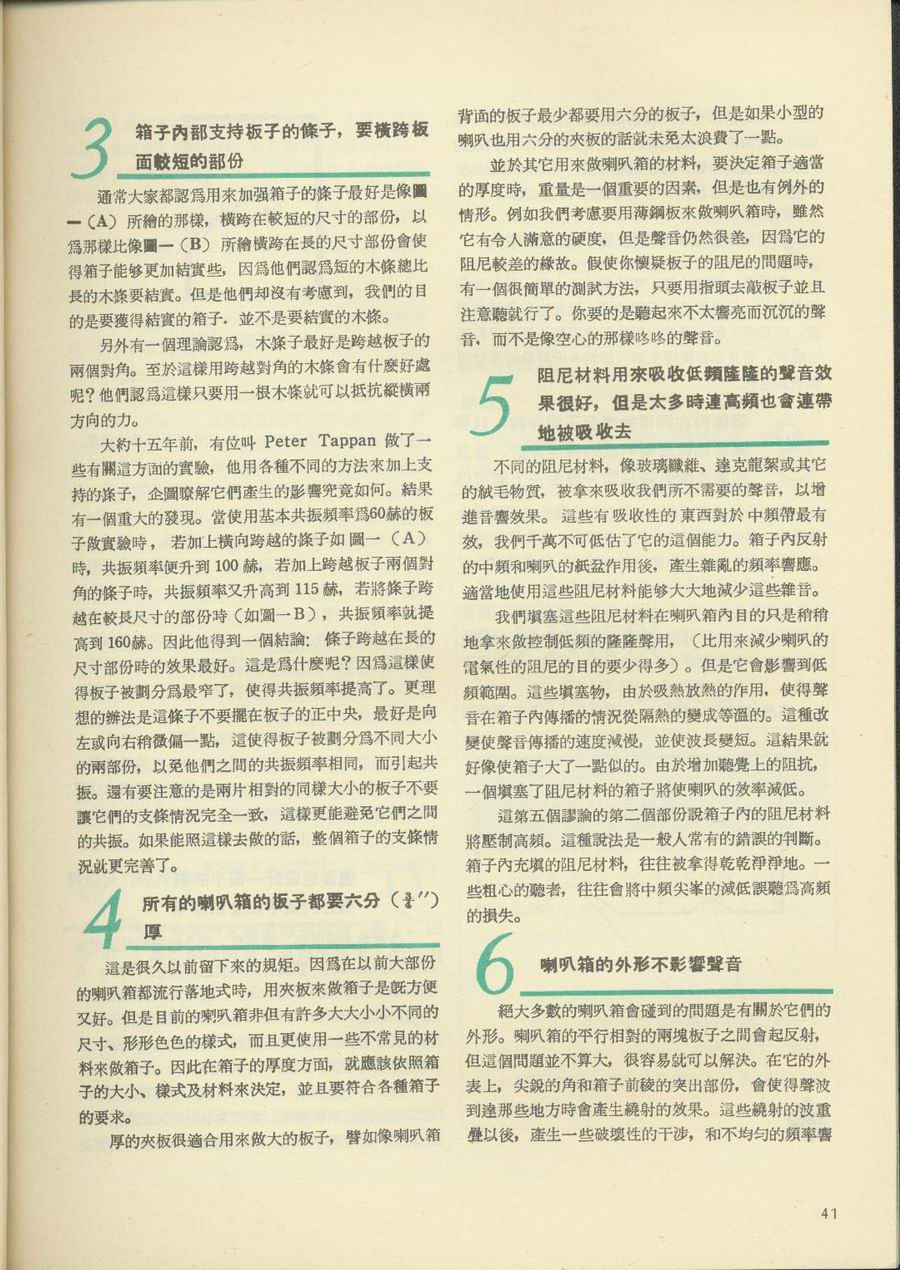 3
箱子內部支持板子的條子，要橫跨板
面較短的部份
通常大家都認爲用來加强箱子的條子最好是像圖
一（A）所繪的那樣，橫跨在較短的尺寸的部份，以
爲那樣比像圖一（B）所繪橫跨在長的尺寸部份會使
得箱子能够更加結實些，因爲他們認爲短的木條總比
長的木條要結實。但是他們却沒有考慮到，我們的目
的是要獲得結實的箱子．並不是要結實的木條。
另外有一個理論認爲，木條子最好是跨越板子的
兩個對角。至於這樣用跨越對角的木條會有什麼好處
呢？他們認爲這樣只要用一根木條就可以抵抗縱橫兩
方向的力。
大約十五年前，有位叫 Peter Tappan 做了一
些有關這方面的實驗，他用各種不同的方法來加上支
持的條子，企圖暸解它們產生的影響究竟如何。結果
有一個重大的發現。當使用基本共振頻率爲60赫的板
子做實驗時，若加上橫向跨越的條子如圖一（A）
時，共振頻率便升到 100 赫，若加上跨越板子兩個對
角的條子時，共振頻率又升高到 115 赫，若將條子跨
越在較長尺寸的部份時（如圖一B），共振頻率就提
高到 160赫。因此他得到一個結論：條子跨越在長的
尺寸部份時的效果最好。這是爲什麼呢？因爲這樣使
得板子被劃分爲最窄了，使得共振頻率提高了。更理
想的辦法是這條子不要擺在板子的正中央，最好是向
左或向右稍微偏一點，這使得板子被劃分爲不同大小
的兩部份，以免他們之間的共振頻率相同，而引起共
振。還有要注意的是兩片相對的同樣大小的板子不要
讓它們的支條情況完全一致，這樣更能避免它們之間
的共振。如果能照這樣去做的話，整個箱子的支條情
況就更完善了。
4
所有的喇叭箱的板子都要六分（¾″）
厚
這是很久以前留下來的規矩。因爲在以前大部份
的喇叭箱都流行落地式時，用夾板來做箱子是旣方便
又好。但是目前的喇叭箱非但有許多大大小小不同的
尺寸、形形色色的樣式，而且更使用一些不常見的材
料來做箱子。因此在箱子的厚度方面，就應該依照箱
子的大小、樣式及材料來決定，並且要符合各種箱子
的要求。
厚的夾板很適合用來做大的板子，譬如像喇叭箱
背面的板子最少都要用六分的板子，但是如果小型的
喇叭也用六分的夾板的話就未免太浪費了一點。
並於其它用來做喇叭箱的材料，要決定箱子適當
的厚度時，重量是一個重要的因素，但是也有例外的
情形。例如我們考慮要用薄鋼板來做喇叭箱時，雖然
它有令人滿意的硬度，但是聲音仍然很差，因爲它的
阻尼較差的緣故。假使你懷疑板子的阻尼的問題時，
有一個很簡單的測試方法，只要用指頭去敲板子並且
注意聽就行了。你要的是聽起來不太響亮而沉沉的聲
音，而不是像空心的那樣咚咚的聲音。
5
阻尼材料用來吸收低頻隆隆的聲音效
果很好，但是太多時連高頻也會連帶
地被吸收去
不同的阻尼材料，像玻璃纖維、達克龍絮或其它
的絨毛物質，被拿來吸收我們所不需要的聲音，以增
進音響效果。這些有吸收性的東西對於中頻帶最有
效，我們千萬不可低估了它的這個能力。箱子內反射
的中頻和喇叭的紙盆作用後，產生雜亂的頻率響應。
適當地使用這些阻尼材料能够大大地減少這些雜音。
我們塡塞這些阻尼材料在喇叭箱內目的只是稍稍
地拿來做控制低頻的隆隆聲用，（比用來減少喇叭的
電氣性的阻尼的目的要少得多）。但是它會影響到低
頻範圍。這些塡塞物，由於吸熱放熱的作用，使得聲
音在箱子內傳播的情況從隔熱的變成等溫的。這種改
變使聲音傳播的速度減慢，並使波長變短。這結果就
好像使箱子大了一點似的。由於增加聽覺上的阻抗，
一個塡塞了阻尼材料的箱子將使喇叭的效率減低。
這第五個謬論的第二個部份說箱子內的阻尼材料
將壓制高頻。這種說法是一般人常有的錯誤的判斷。
箱子內充塡的阻尼材料，往往被拿得乾乾淨淨地。一
些粗心的聽者，往往會將中頻尖峯的減低誤聽爲高頻
的損失。
6
喇叭箱的外形不影響聲音
絕大多數的喇叭箱會碰到的問題是有關於它們的
外形。喇叭箱的平行相對的兩塊板子之間會起反射，
但這個問題並不算大，很容易就可以解決。在它的外
表上，尖銳的角和箱子前稜的突出部份，會使得聲波
到達那些地方時會產生繞射的效果。這些繞射的波重
疊以後，產生一些破壞性的干涉，和不均勻的頻率響
41